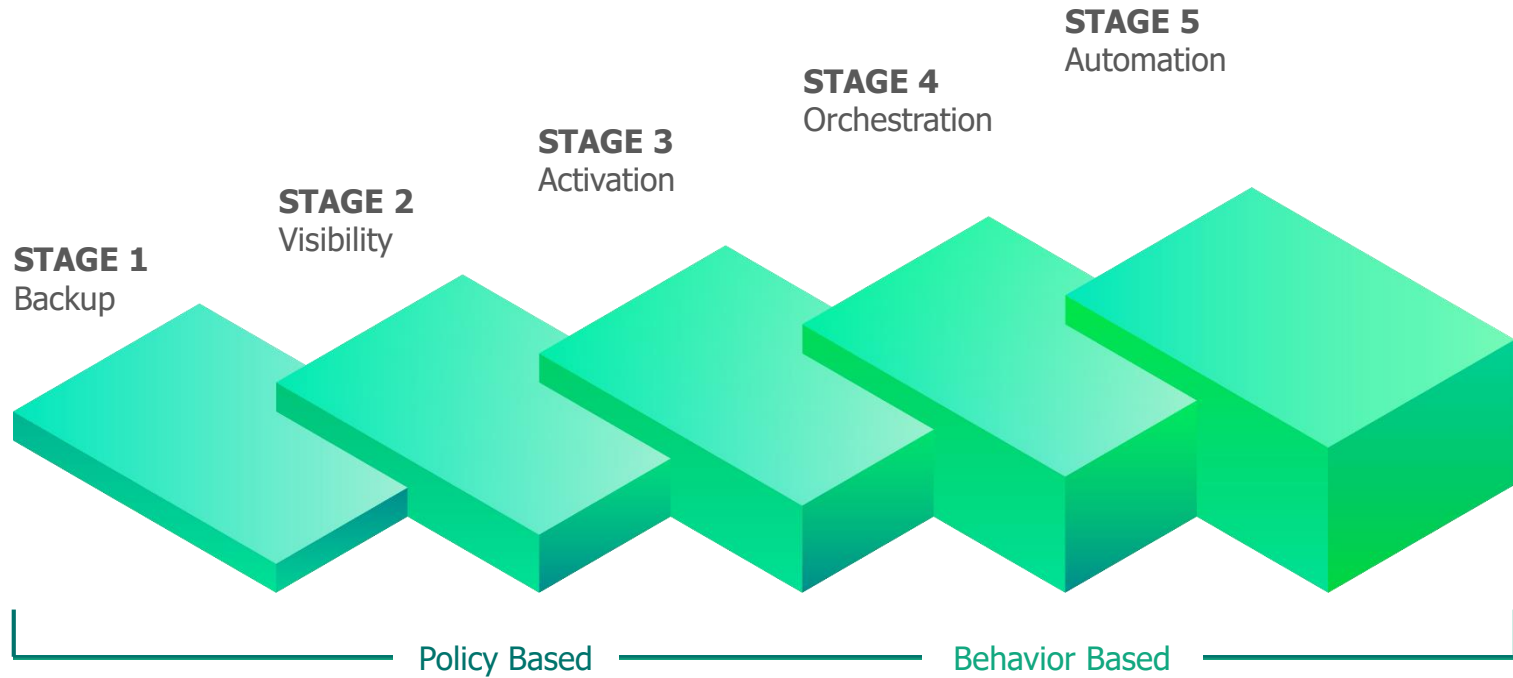 STAGE 1
Backup
STAGE 2
Visibility
STAGE 3
Activation
STAGE 4
Orchestration
STAGE 5
Automation
Policy Based
Behavior Based